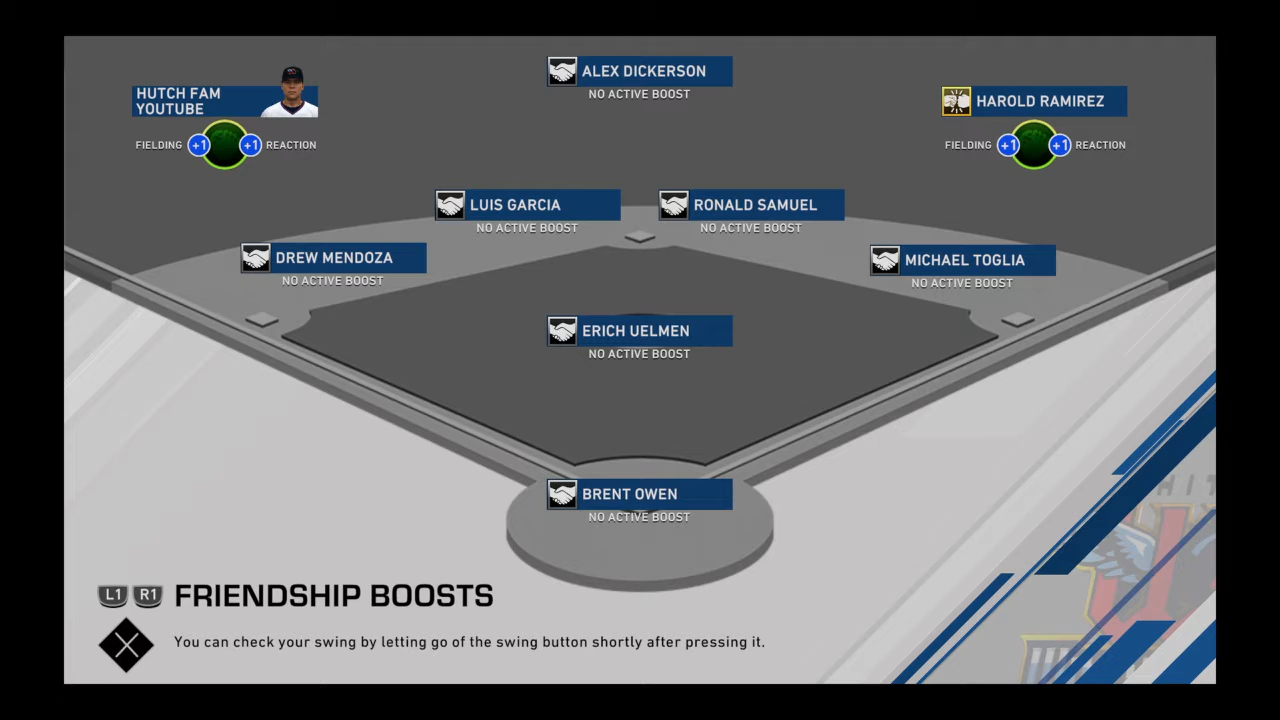 ALEX DICKERSON
NO ACTIVE BOOST
HUTCH FAM
YOUTUBE
FIELDING +1 +1 REACTION
HAROLD RAMIREZ
FIELDING +1 +1 REACTION
LUIS GARCIA
NO ACTIVE BOOST
RONALD SAMUEL
NO ACTIVE BOOST
DREW MENDOZA
NO ACTIVE BOOST
MICHAEL TOGLIA
NO ACTIVE BOOST
ERICH UELMEN
NO ACTIVE BOOST
BRENT OWEN
NO ACTIVE BOOST
L1 R1 FRIENDSHIP BOOSTS
You can check your swing by letting go of the swing button shortly after pressing it.